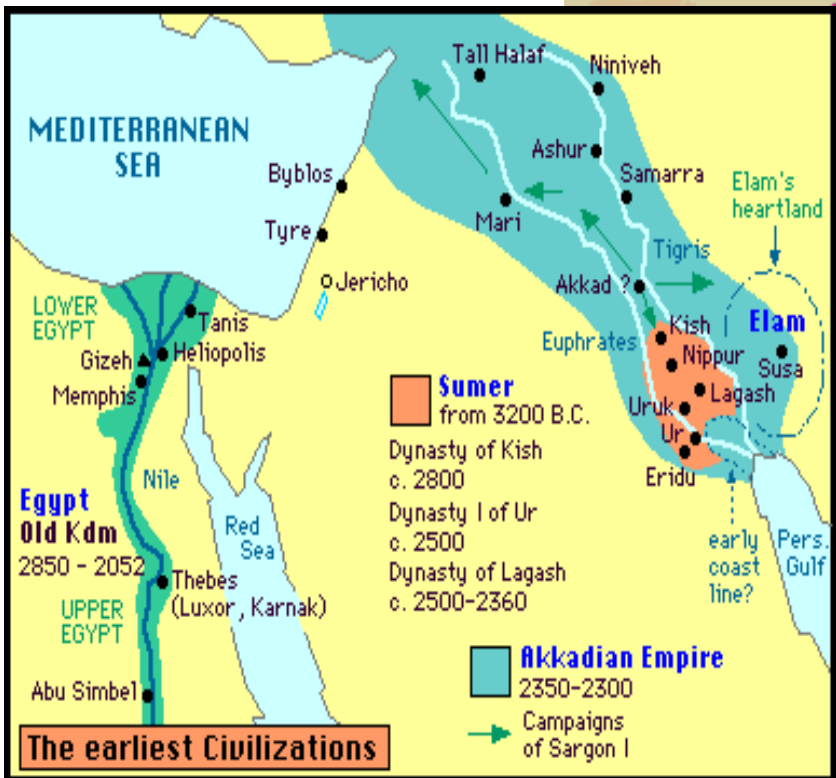 MEDITERRANEAN
SEA
Tall Halaf
Niniveh
Ashur
Samarra
Mari
Tigris
Akkad ?
Euphrates
Elam's
heartland
Elam
Susa
Kish
Nippur
Lagash
Uruk
Ur
Eridu
early
coast
line?
Pers.
Gulf
Byblos
Tyre
Jericho
LOWER
EGYPT
Tanis
Gizeh
Heliopolis
Memphis
Nile
Egypt
Old Kdm
2850 - 2052
Red
Sea
Thebes
(Luxor, Karnak)
UPPER
EGYPT
Abu Simbel
Sumer
from 3200 B.C.
Dynasty of Kish
c. 2800
Dynasty I of Ur
c. 2500
Dynasty of Lagash
c. 2500-2360
Akkadian Empire
2350-2300
Campaigns
of Sargon I
The earliest Civilizations